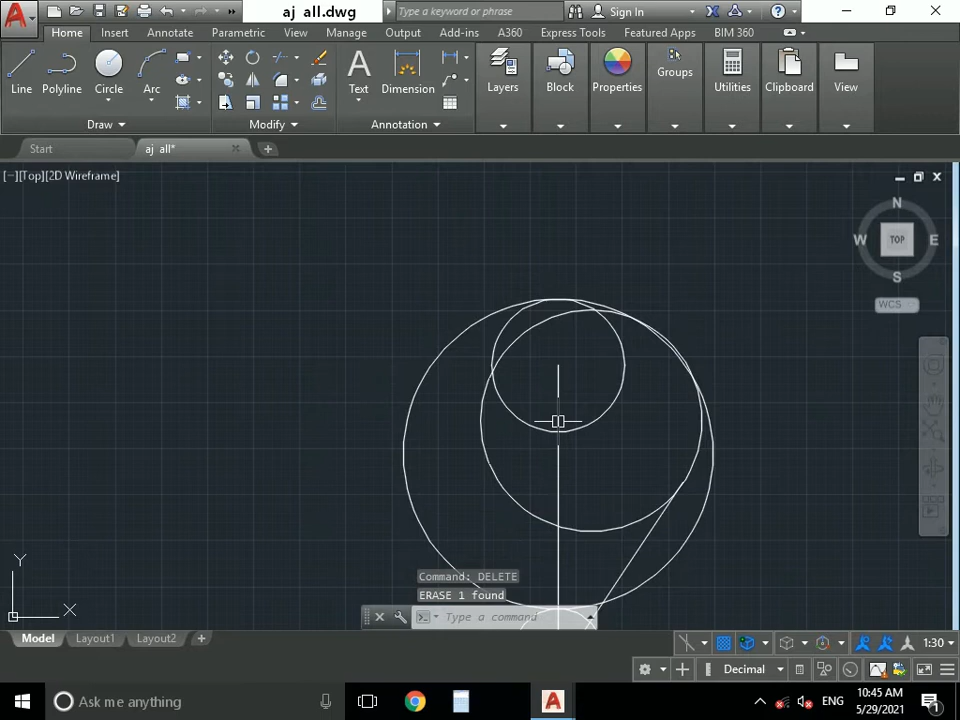 aj all.dwg
Type a keyword or phrase
Sign In
Home Insert Annotate Parametric View Manage Output Add-ins A360 Express Tools Featured Apps BIM 360
Line Polyline Circle Arc Text Dimension Layers Block Properties Groups Utilities Clipboard View
Draw Modify Annotation
Start aj all*
[−][Top][2D Wireframe]
N
W TOP E
S
WCS
Y
X
Command: DELETE
ERASE 1 found
Type a command
Model Layout1 Layout2
1:30
Decimal
Ask me anything
ENG
10:45 AM
5/29/2021
1